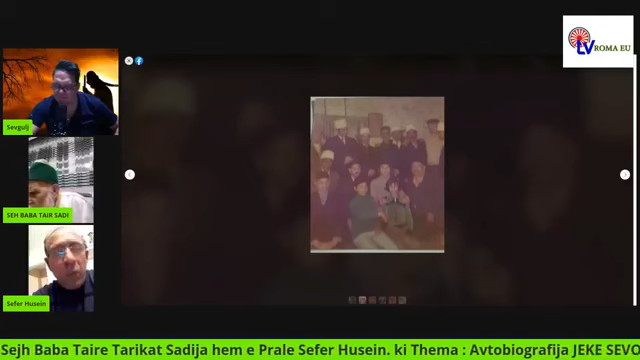 TV ROMA EU
Sevgulj
SEH BABA TAIR SADI
Sefer Husein
Sejh Baba Taire Tarikat Sadija hem e Prale Sefer Husein. ki Thema : Avtobiografija JEKE SEVO